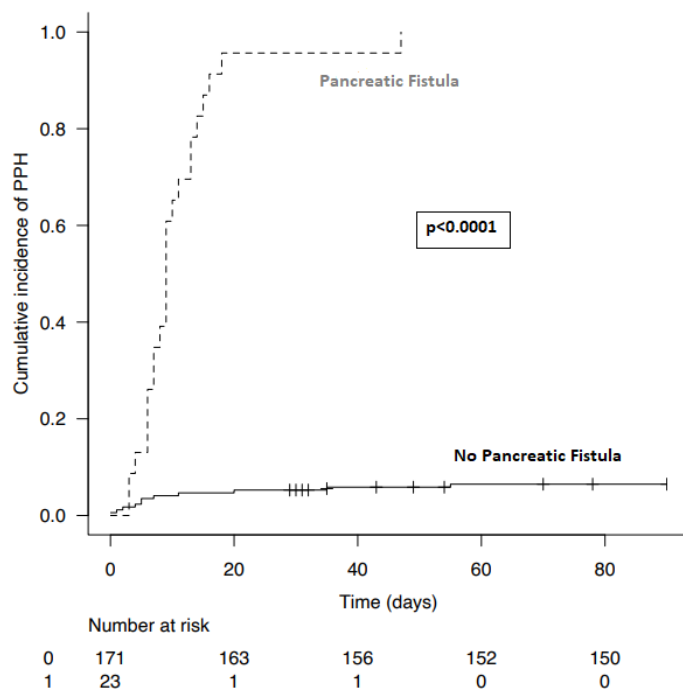 1.0
Pancreatic Fistula
0.8
p<0.0001
0.6
Cumulative incidence of PPH
0.4
0.2
No Pancreatic Fistula
0.0
0 20 40 60 80
Time (days)
Number at risk
0 171 163 156 152 150
1 23 1 1 0 0